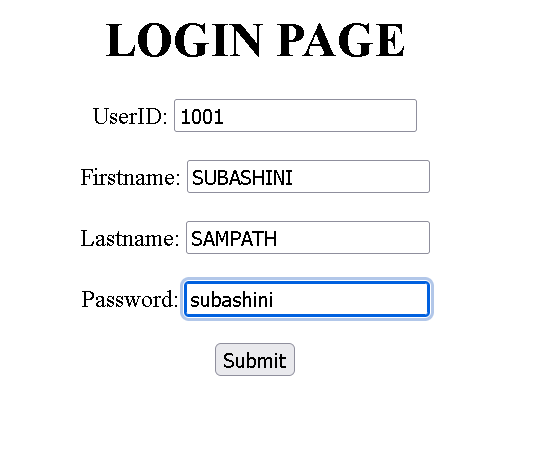 LOGIN PAGE
UserID: 1001
Firstname: SUBASHINI
Lastname: SAMPATH
Password: subashini
Submit